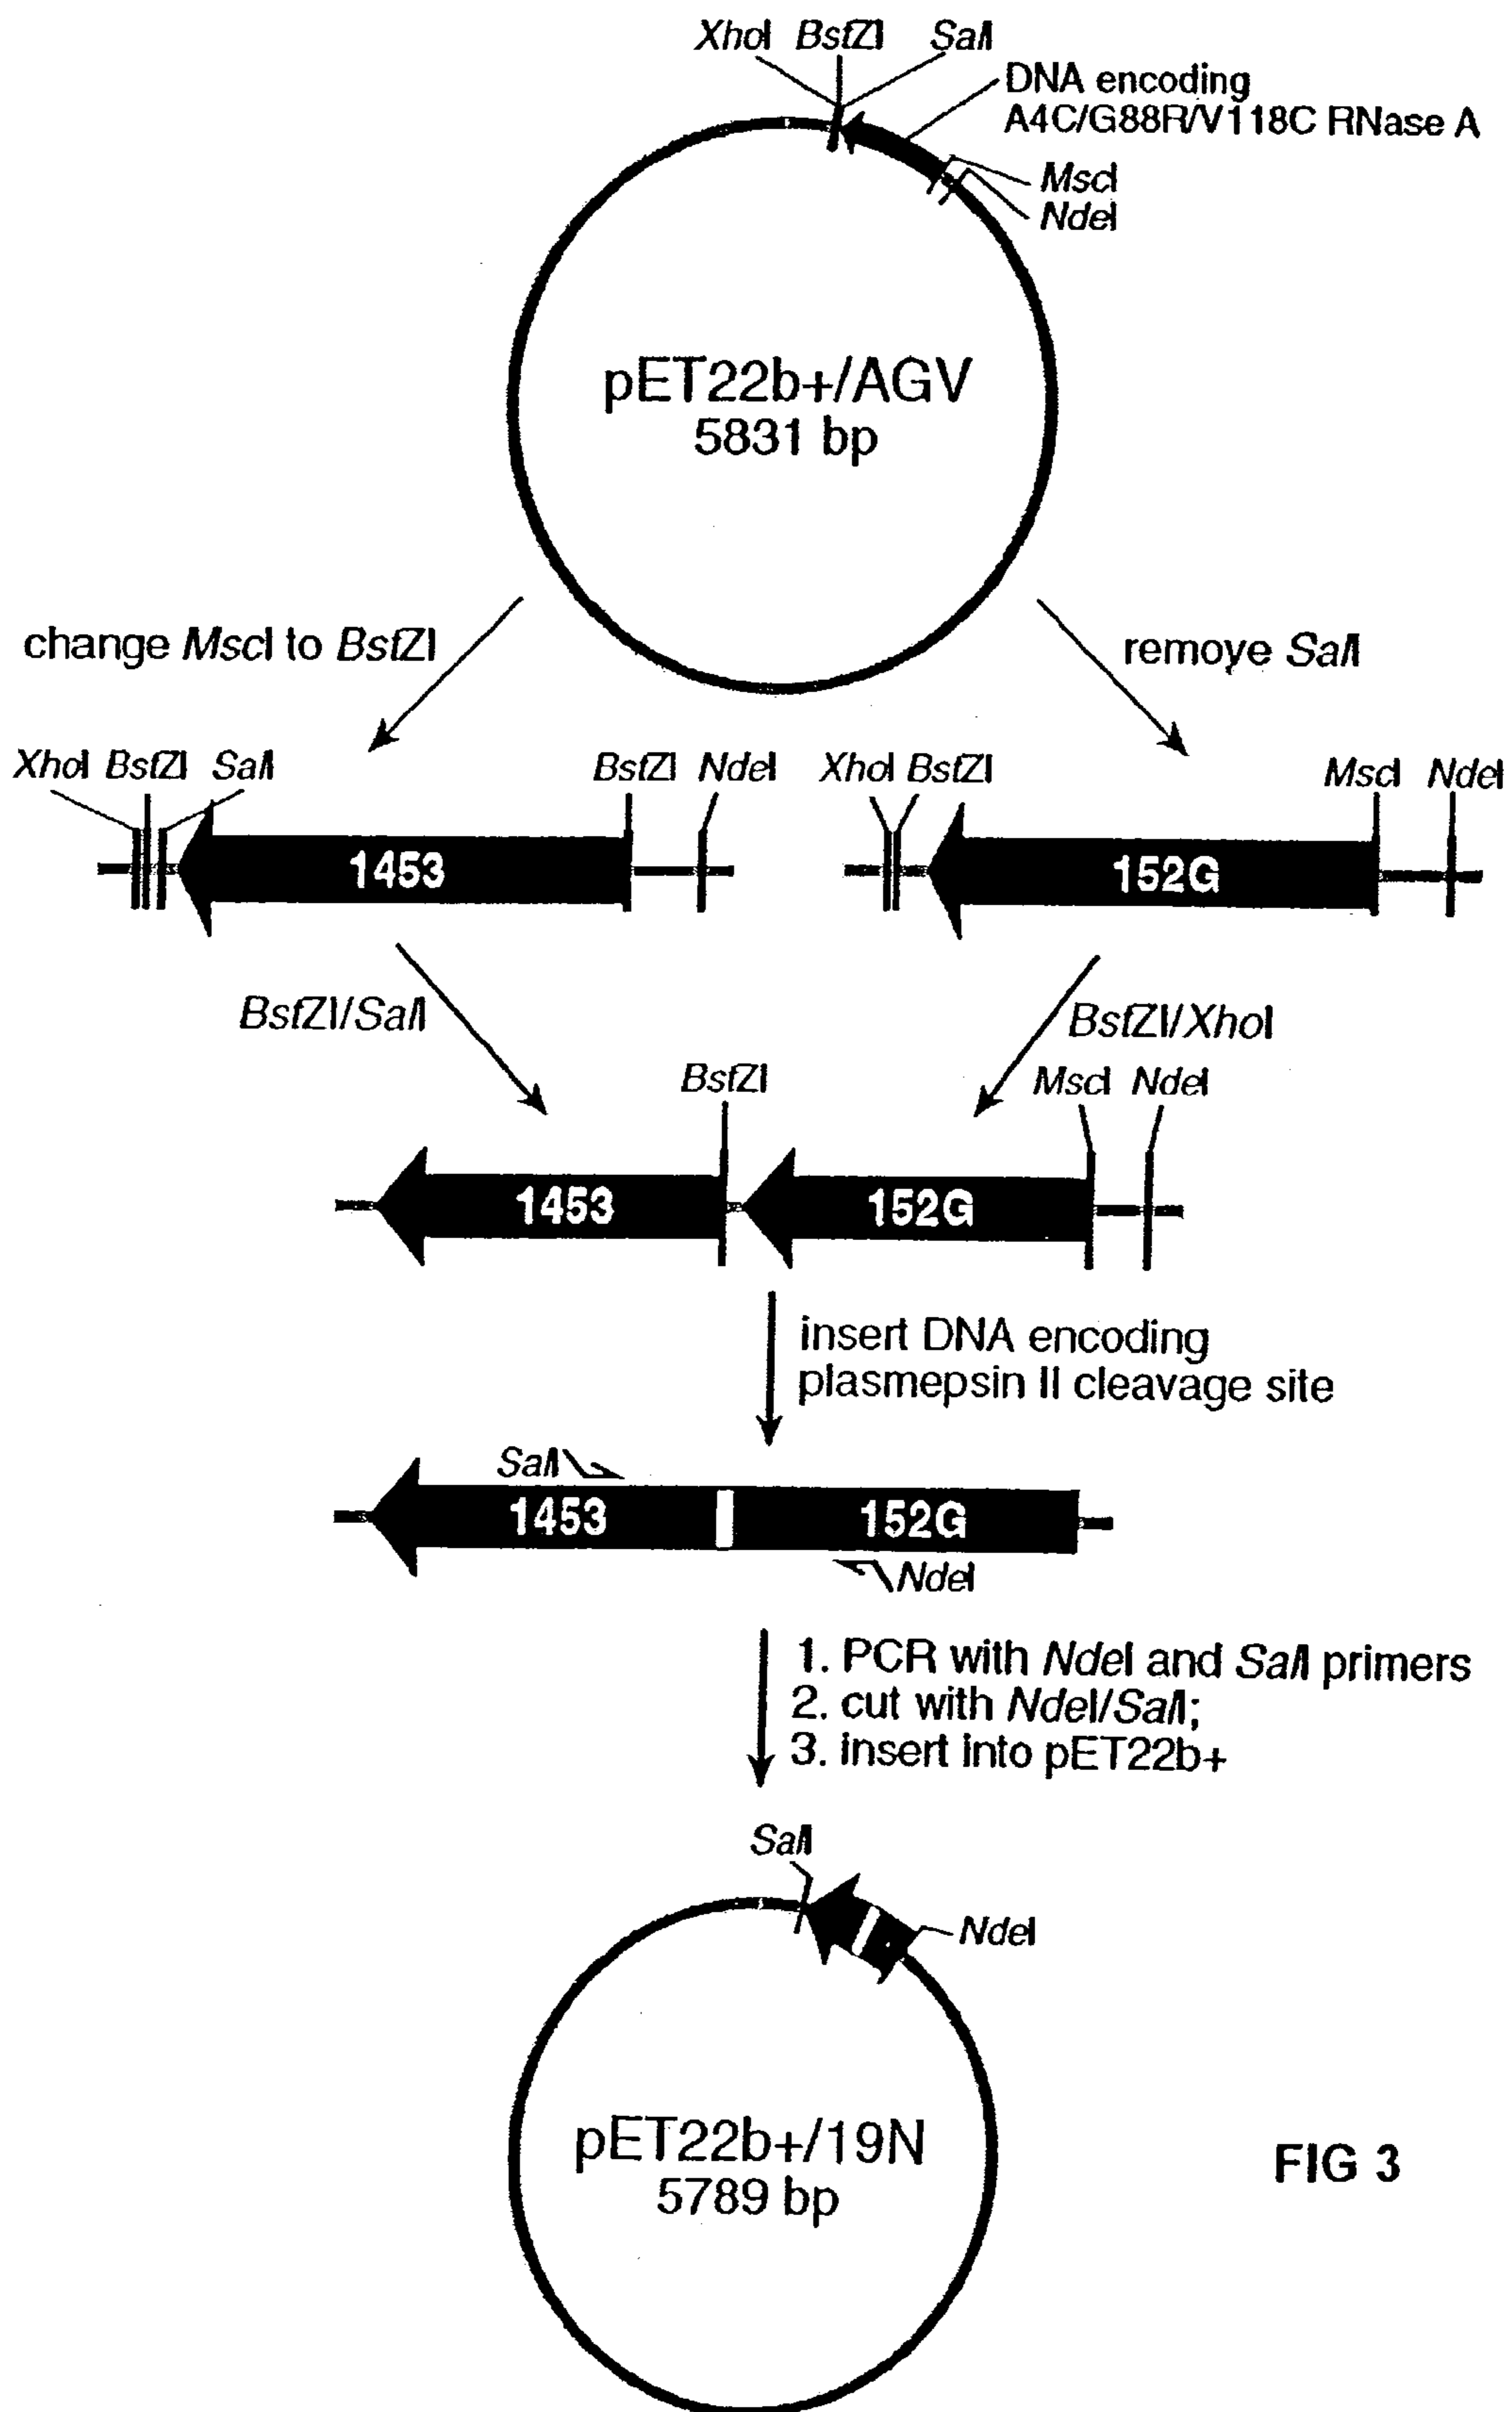 XhoI BstZI SalI
DNA encoding
A4C/G88R/V118C RNase A
MscI
NdeI
pET22b+/AGV
5831 bp
change MscI to BstZI
remove SalI
XhoI BstZI SalI
BstZI NdeI
XhoI BstZI
MscI NdeI
1453
152G
BstZI/SalI
BstZI/XhoI
BstZI
MscI NdeI
1453
152G
insert DNA encoding
plasmepsin II cleavage site
SalI
1453
152G
NdeI
1. PCR with NdeI and SalI primers
2. cut with NdeI/SalI;
3. insert into pET22b+
SalI
NdeI
pET22b+/19N
5789 bp
FIG 3